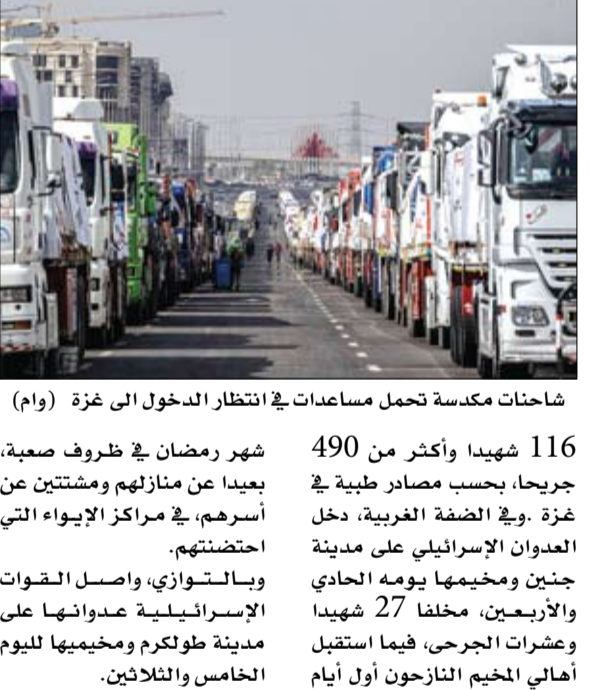 شاحنات مكدسة تحمل مساعدات في انتظار الدخول الى غزة (وام)
116 شهيدا وأكثر من 490
جريحا، بحسب مصادر طبية في
غزة .وفي الضفة الغربية، دخل
العدوان الإسرائيلي على مدينة
جنين ومخيمها يومه الحادي
والأربعين، مخلفا 27 شهيدا
وعشرات الجرحى، فيما استقبل
أهالي المخيم النازحون أول أيام
شهر رمضان في ظروف صعبة،
بعيدا عن منازلهم ومشتتين عن
أسرهم، في مراكز الإيواء التي
احتضنتهم.
وبالتوازي، واصل القوات
الإسرائيلية عدوانها على
مدينة طولكرم ومخيميها لليوم
الخامس والثلاثين.